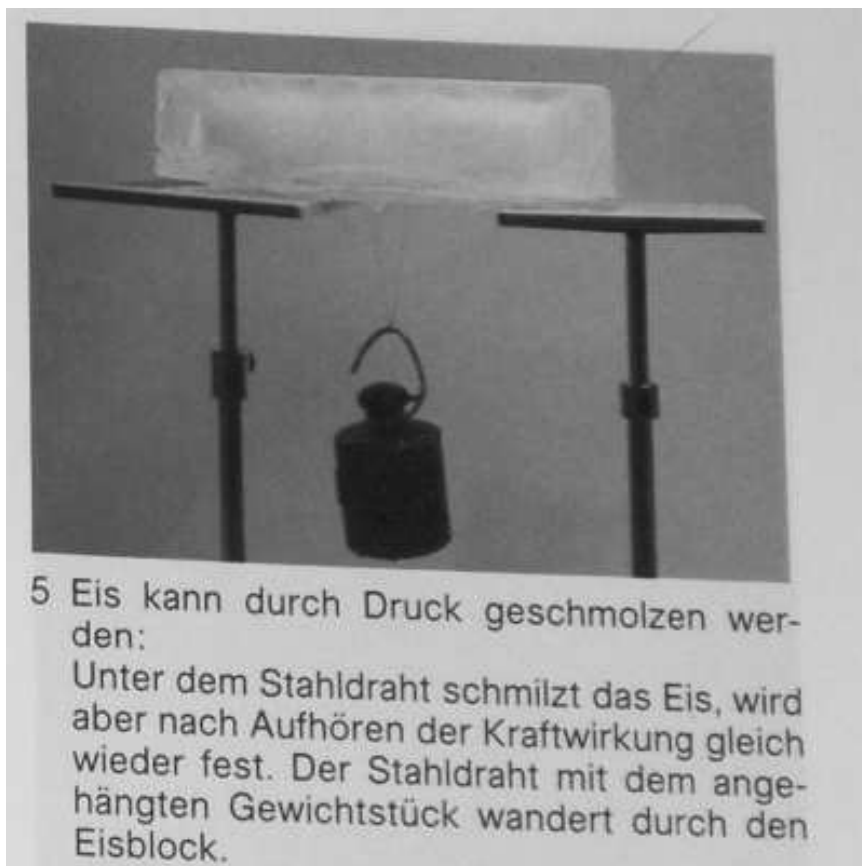 5 Eis kann durch Druck geschmolzen wer-
den:
Unter dem Stahldraht schmilzt das Eis, wird
aber nach Aufhören der Kraftwirkung gleich
wieder fest. Der Stahldraht mit dem ange-
hängten Gewichtstück wandert durch den
Eisblock.